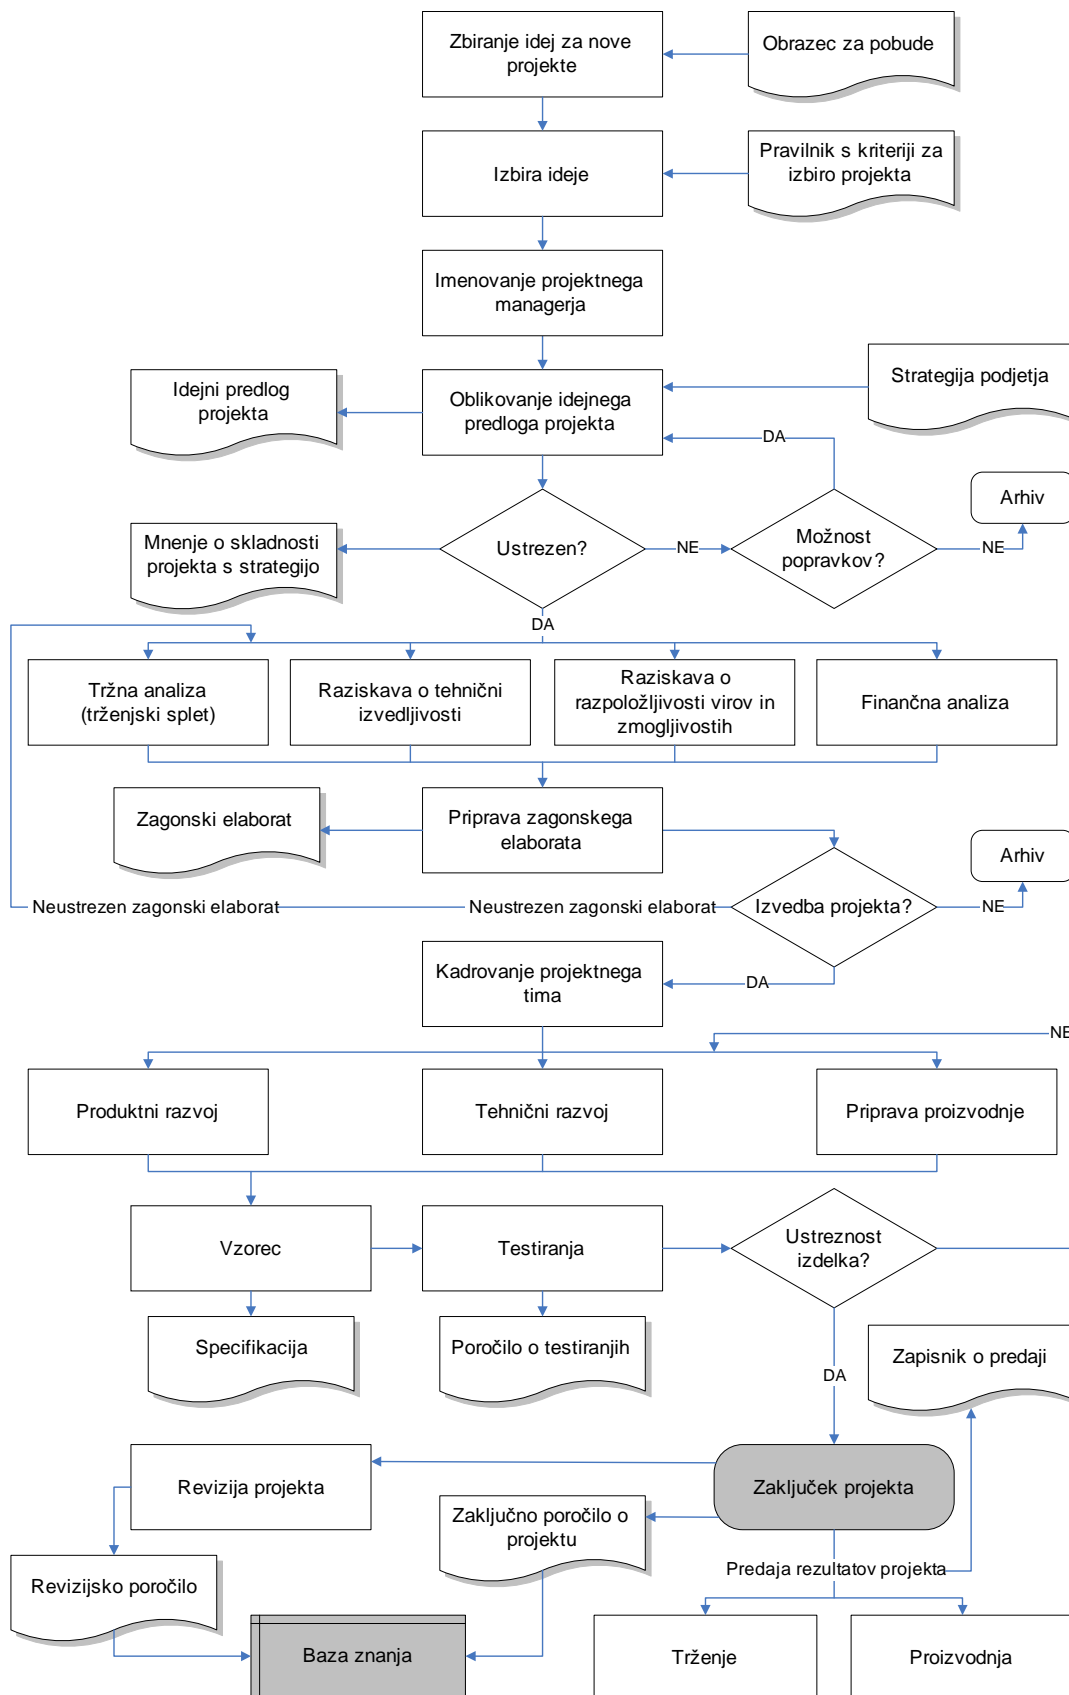 Zbiranje idej za nove
projekte
Obrazec za pobude
Izbira ideje
Pravilnik s kriteriji za
izbiro projekta
Imenovanje projektnega
managerja
Idejni predlog
projekta
Oblikovanje idejnega
predloga projekta
Strategija podjetja
DA
Arhiv
Mnenje o skladnosti
projekta s strategijo
Ustrezen?
NE
Možnost
popravkov?
NE
DA
Tržna analiza
(trženjski splet)
Raziskava o tehnični
izvedljivosti
Raziskava o
razpoložljivosti virov in
zmogljivostih
Finančna analiza
Zagonski elaborat
Priprava zagonskega
elaborata
Arhiv
Neustrezen zagonski elaborat
Neustrezen zagonski elaborat
Izvedba projekta?
NE
Kadrovanje projektnega
tima
DA
NE
Produktni razvoj
Tehnični razvoj
Priprava proizvodnje
Vzorec
Testiranja
Ustreznost
izdelka?
Specifikacija
Poročilo o testiranjih
DA
Zapisnik o predaji
Revizija projekta
Zaključek projekta
Zaključno poročilo o
projektu
Predaja rezultatov projekta
Revizijsko poročilo
Baza znanja
Trženje
Proizvodnja